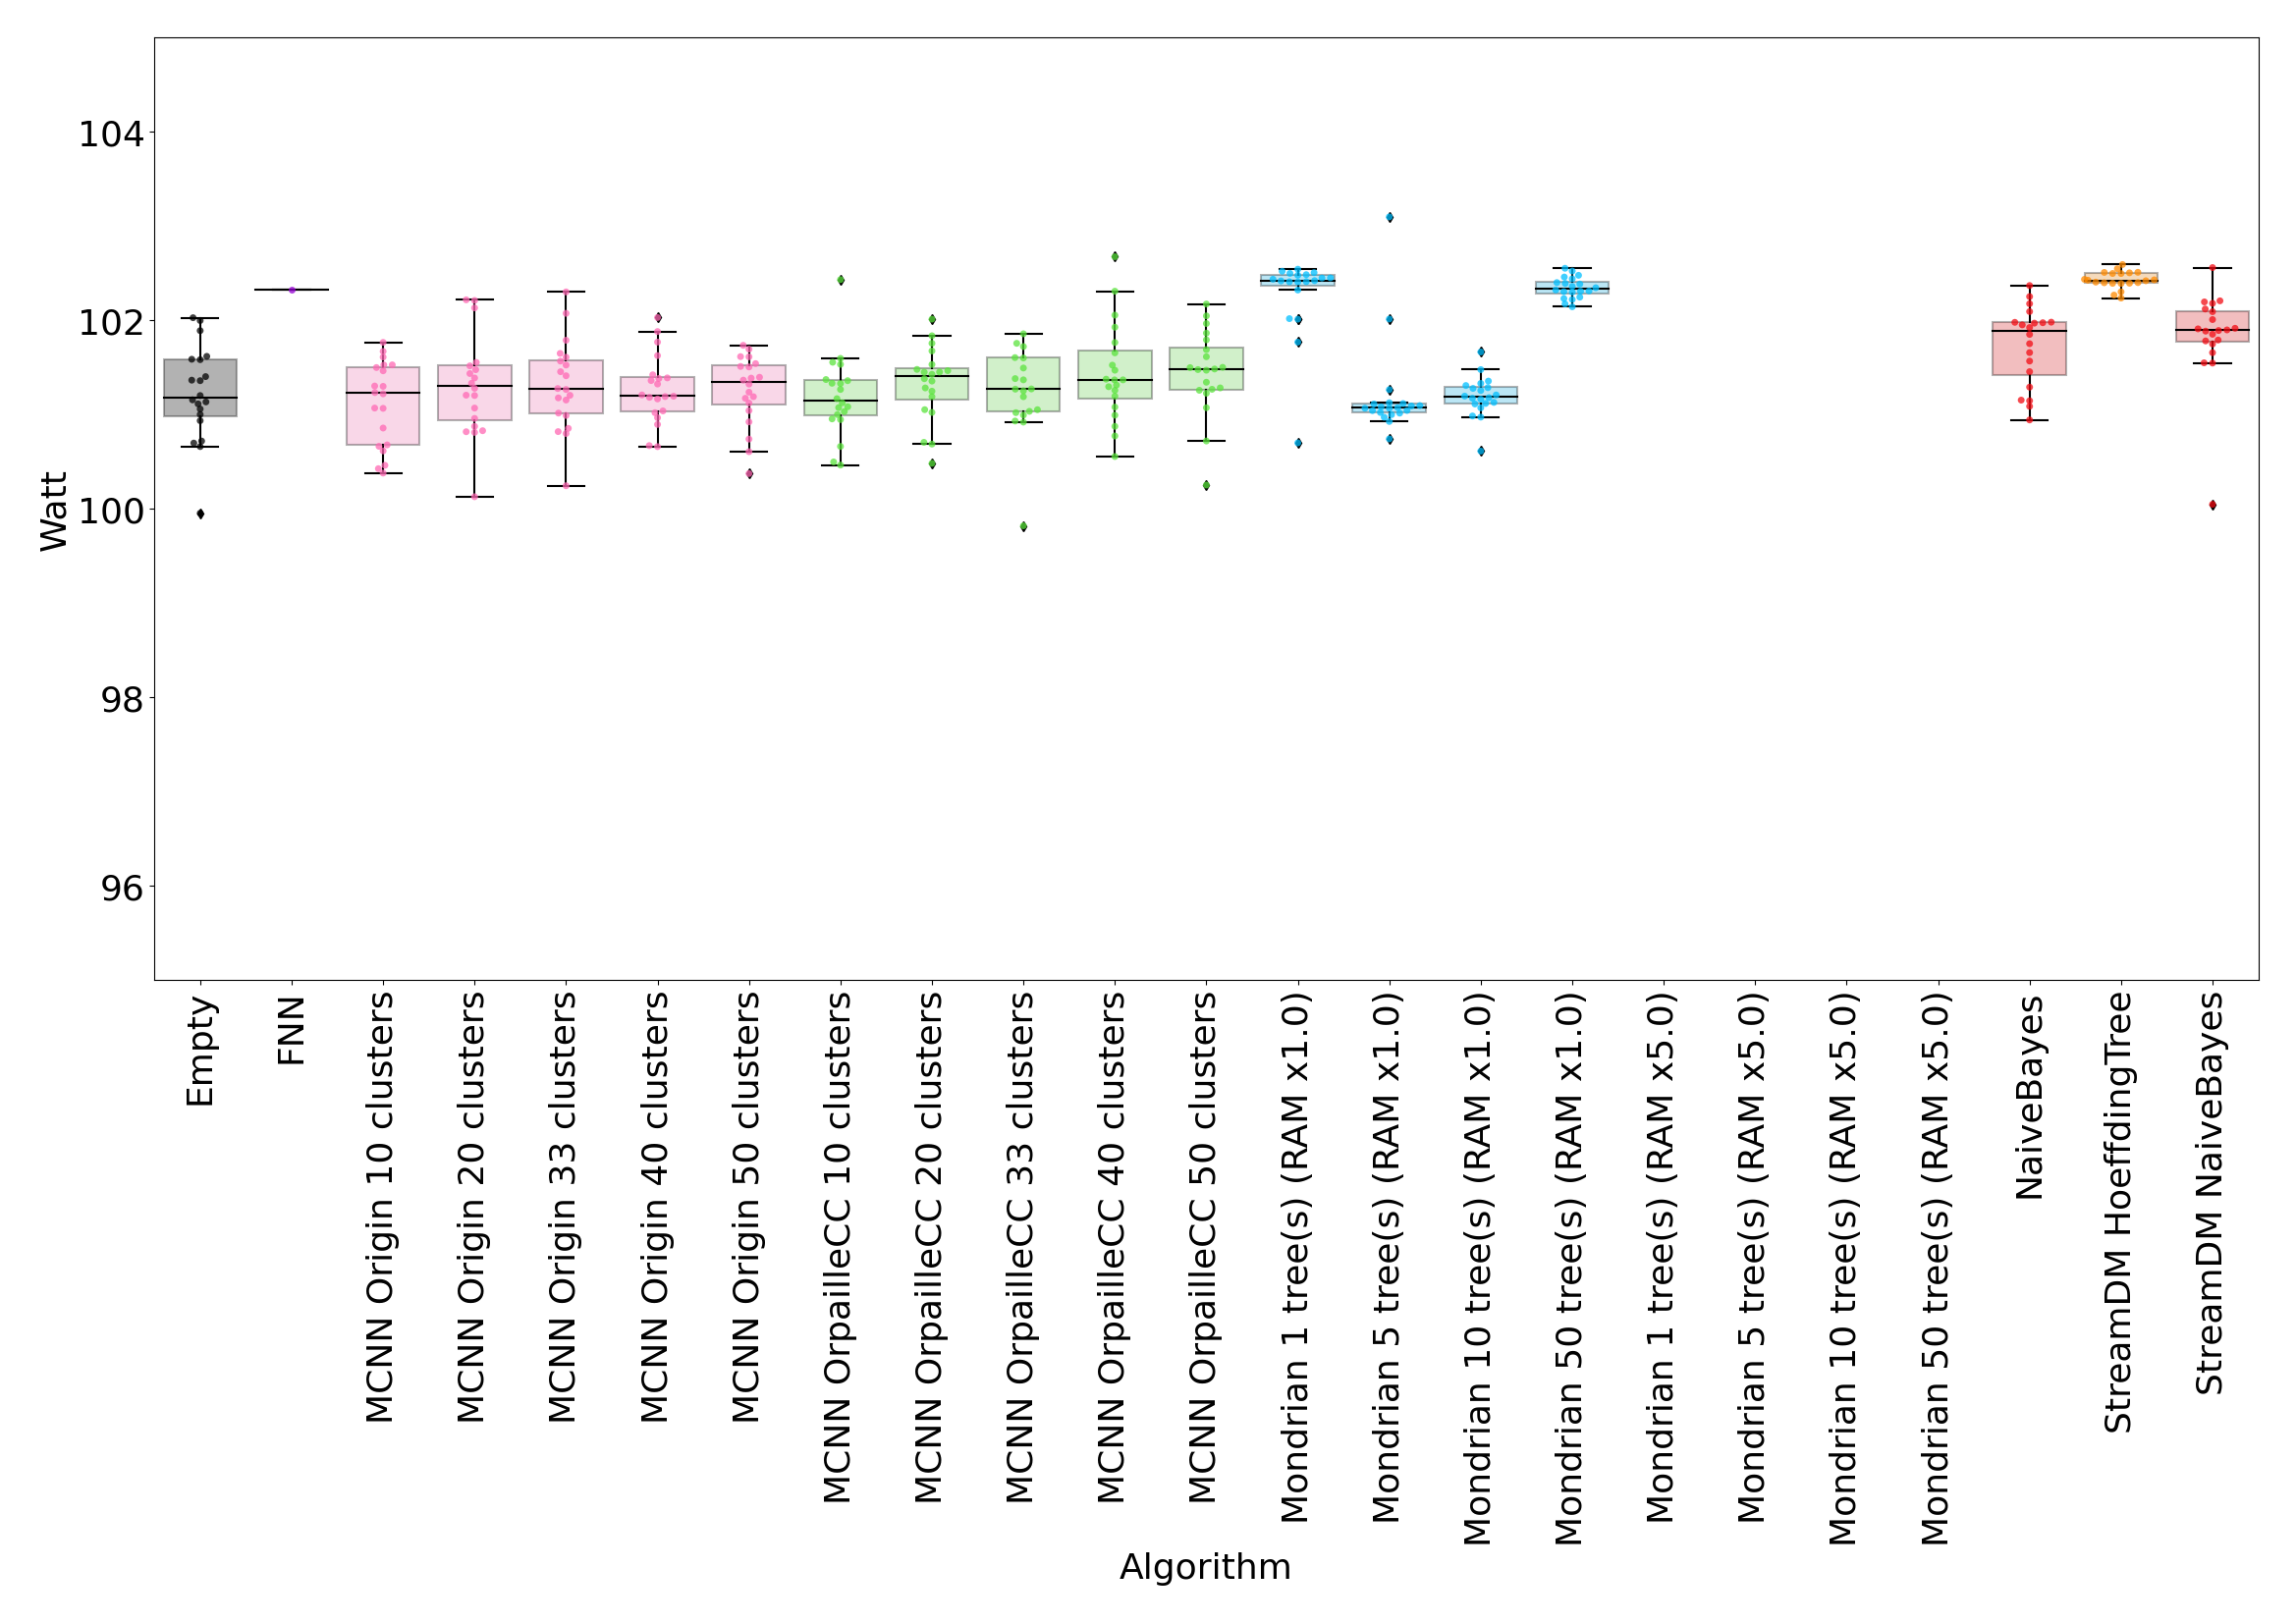 104
102
100
98
96
Watt
Empty
FNN
MCNN Origin 10 clusters
MCNN Origin 20 clusters
MCNN Origin 33 clusters
MCNN Origin 40 clusters
MCNN Origin 50 clusters
MCNN OrpailleCC 10 clusters
MCNN OrpailleCC 20 clusters
MCNN OrpailleCC 33 clusters
MCNN OrpailleCC 40 clusters
MCNN OrpailleCC 50 clusters
Mondrian 1 tree(s) (RAM x1.0)
Mondrian 5 tree(s) (RAM x1.0)
Mondrian 10 tree(s) (RAM x1.0)
Mondrian 50 tree(s) (RAM x1.0)
Mondrian 1 tree(s) (RAM x5.0)
Mondrian 5 tree(s) (RAM x5.0)
Mondrian 10 tree(s) (RAM x5.0)
Mondrian 50 tree(s) (RAM x5.0)
NaiveBayes
StreamDM HoeffdingTree
StreamDM NaiveBayes
Algorithm